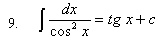 9. ∫ dx / cos² x = tg x + c